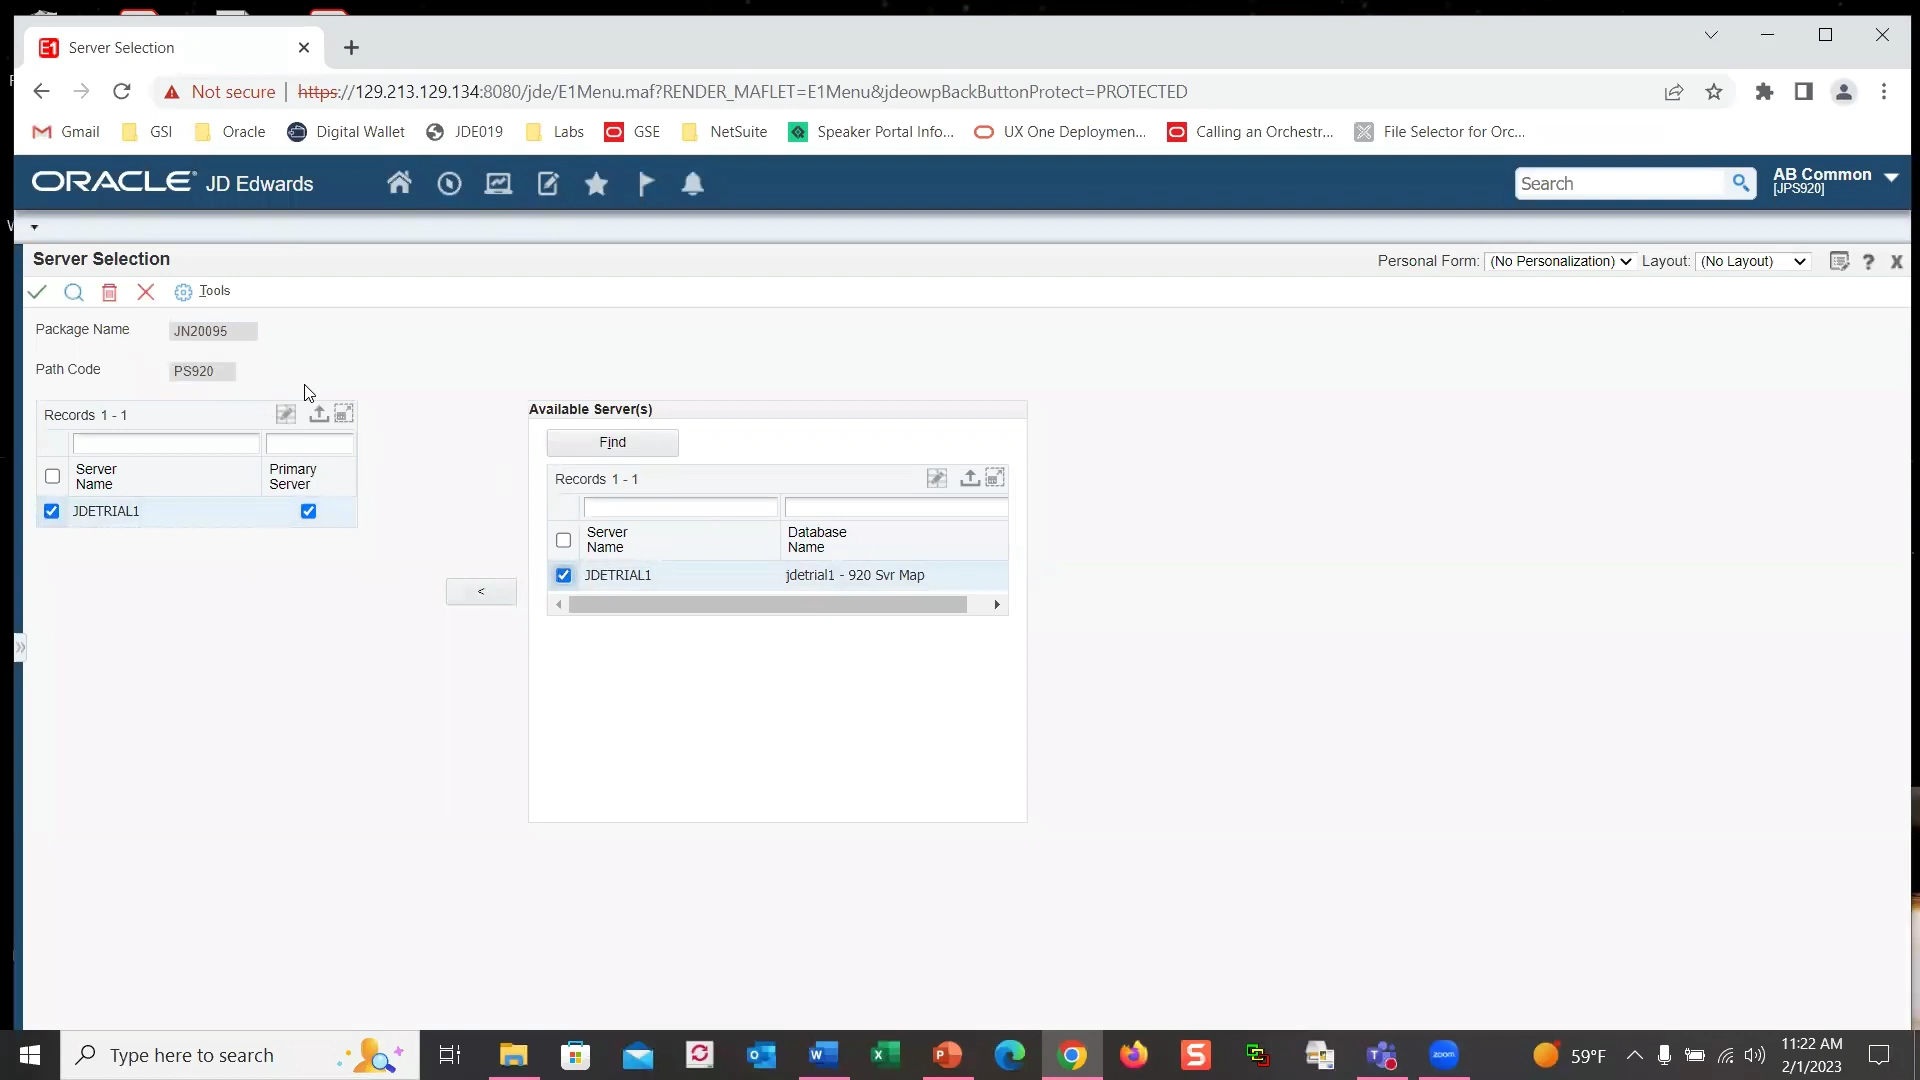 Server Selection
Not secure | https://129.213.129.134:8080/jde/E1Menu.maf?RENDER_MAFLET=E1Menu&jdeowpBackButtonProtect=PROTECTED
Gmail GSI Oracle Digital Wallet JDE019 Labs GSE NetSuite Speaker Portal Info... UX One Deploymen... Calling an Orchestr... File Selector for Orc...
ORACLE JD Edwards Search AB Common
[JPS920]
Server Selection Personal Form: (No Personalization) Layout: (No Layout)
Tools
Package Name JN20095
Path Code PS920
Records 1 - 1
Server Name Primary Server
JDETRIAL1
<
Available Server(s)
Find
Records 1 - 1
Server Name Database Name
JDETRIAL1 jdetrial1 - 920 Svr Map
Type here to search
zoom
59°F
11:22 AM
2/1/2023